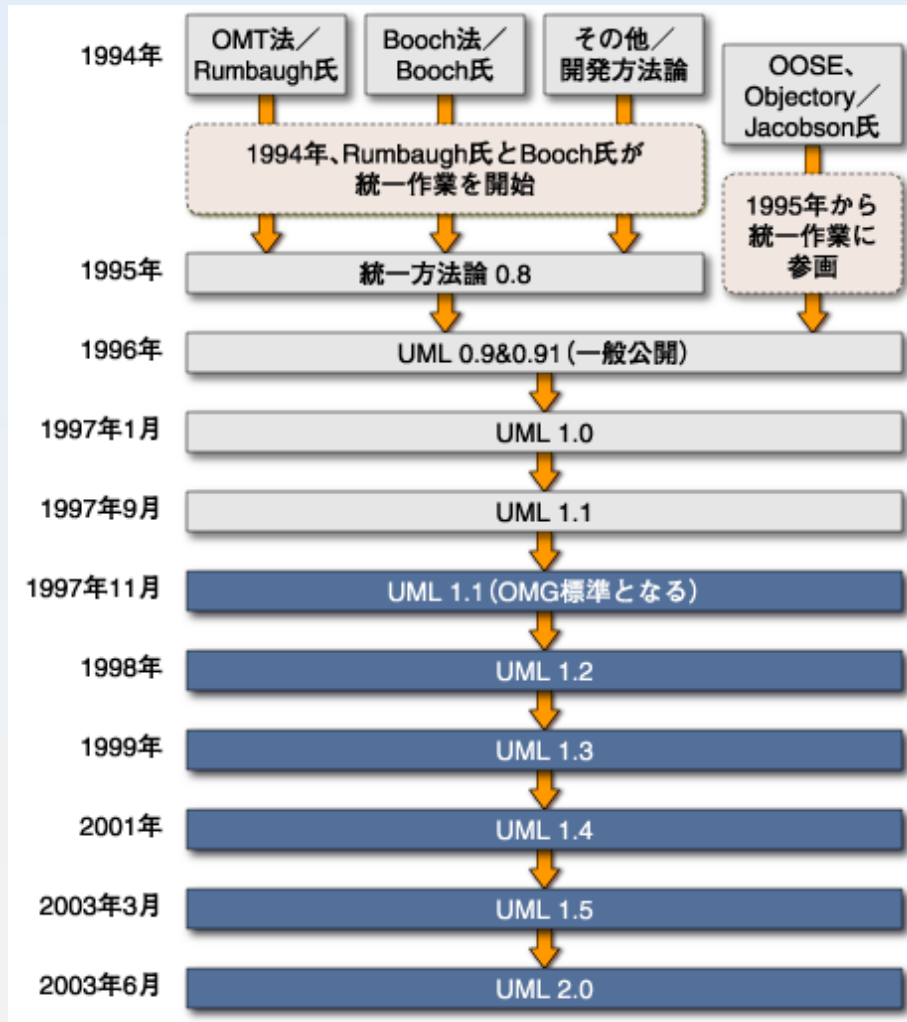 1994年
OMT法／
Rumbaugh氏
Booch法／
Booch氏
その他／
開発方法論
OOSE、
Objectory／
Jacobson氏
1994年、Rumbaugh氏とBooch氏が
統一作業を開始
1995年から
統一作業に
参画
1995年
統一方法論 0.8
1996年
UML 0.9&0.91（一般公開）
1997年1月
UML 1.0
1997年9月
UML 1.1
1997年11月
UML 1.1（OMG標準となる）
1998年
UML 1.2
1999年
UML 1.3
2001年
UML 1.4
2003年3月
UML 1.5
2003年6月
UML 2.0